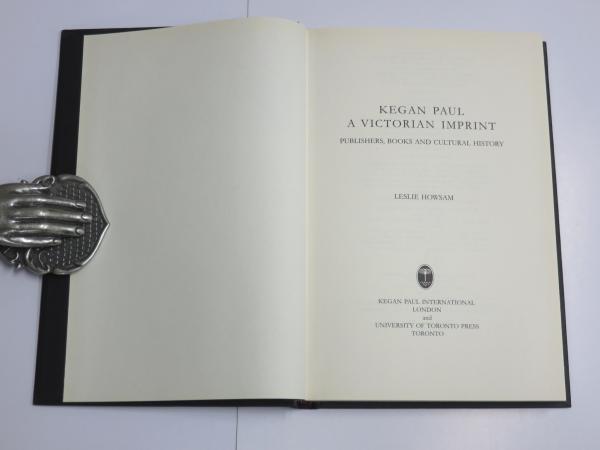 KEGAN PAUL
A VICTORIAN IMPRINT
PUBLISHERS, BOOKS AND CULTURAL HISTORY
LESLIE HOWSAM
KEGAN PAUL INTERNATIONAL
LONDON
and
UNIVERSITY OF TORONTO PRESS
TORONTO